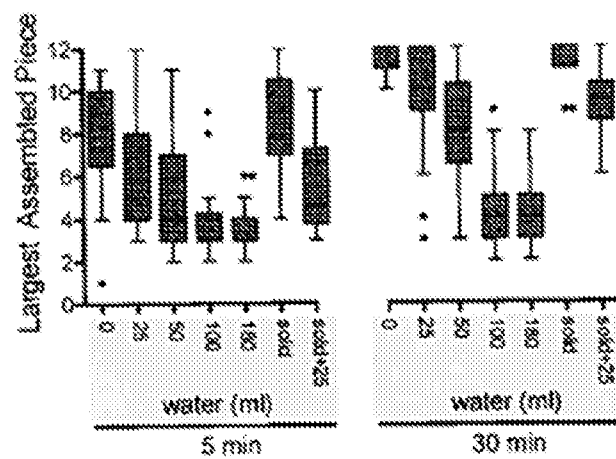 Largest Assembled Piece
12
10
8
6
4
2
0
0
25
50
100
150
solid
solid+25
0
25
50
100
150
solid
solid+25
water (ml)
water (ml)
5 min
30 min